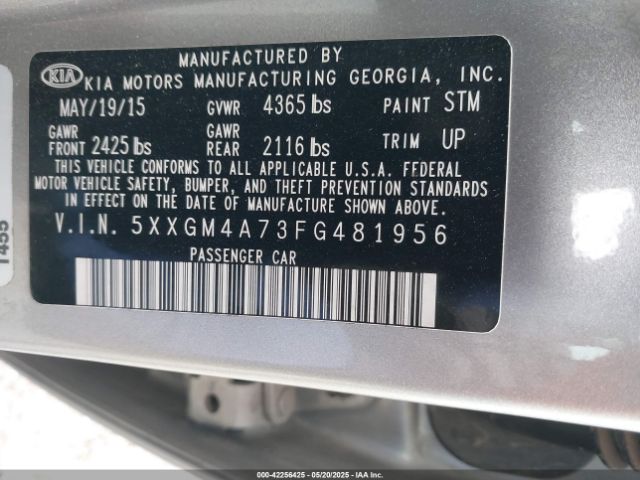 MANUFACTURED BY
KIA KIA MOTORS MANUFACTURING GEORGIA, INC.
MAY/19/15 GVWR 4365 lbs PAINT STM
GAWR FRONT 2425 lbs GAWR REAR 2116 lbs TRIM UP
THIS VEHICLE CONFORMS TO ALL APPLICABLE U.S.A. FEDERAL
MOTOR VEHICLE SAFETY, BUMPER, AND THEFT PREVENTION STANDARDS
IN EFFECT ON THE DATE OF MANUFACTURE SHOWN ABOVE.
V.I.N. 5XXGM4A73FG481956
PASSENGER CAR
000-42256425 - 05/20/2025 - IAAC